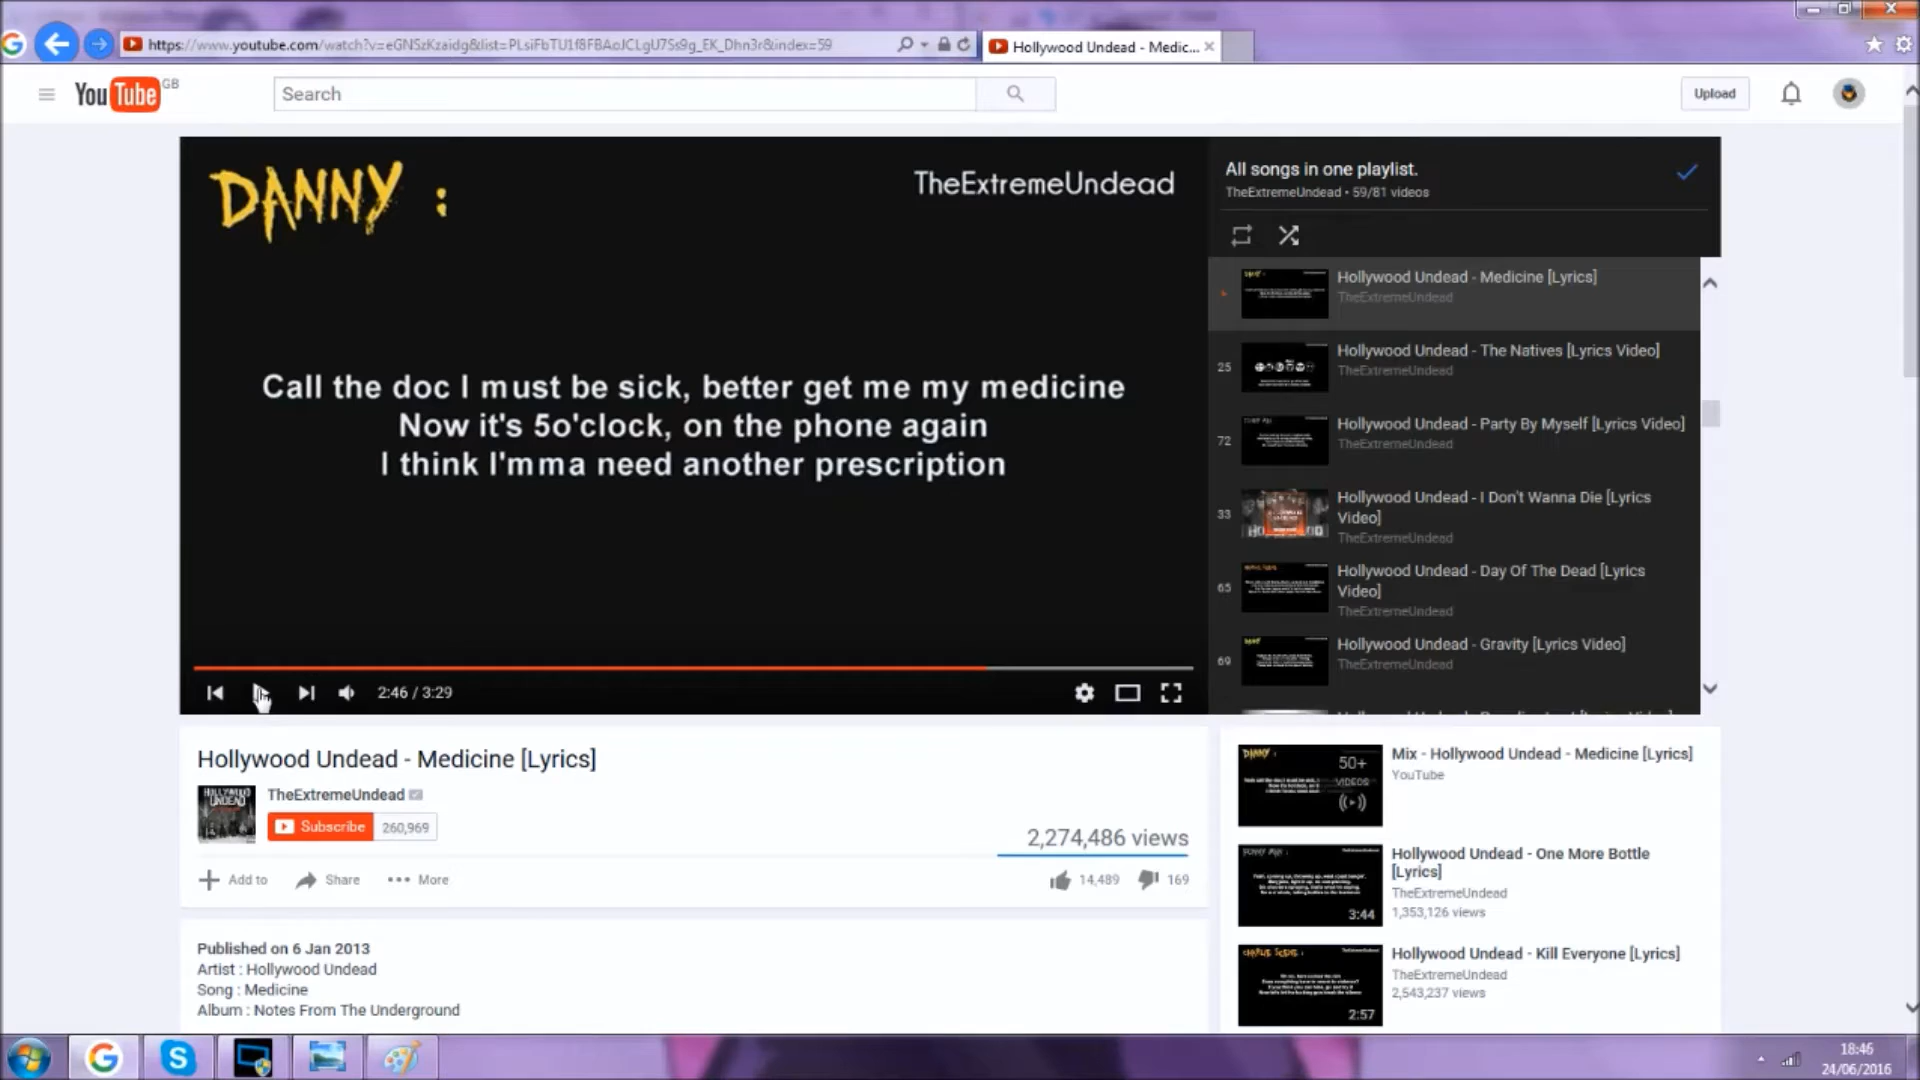 https://www.youtube.com/watch?v=eGNSzKzaidg&list=PLsiFbTU1f8FBAoJCLgU7Ss9g_EK_Dhn3r&index=59
Hollywood Undead - Medic...
YouTube GB
Search
Upload
DANNY :
TheExtremeUndead
Call the doc I must be sick, better get me my medicine
Now it's 5o'clock, on the phone again
I think I'mma need another prescription
2:46 / 3:29
All songs in one playlist.
TheExtremeUndead • 59/81 videos
Hollywood Undead - Medicine [Lyrics]
TheExtremeUndead
25
Hollywood Undead - The Natives [Lyrics Video]
TheExtremeUndead
72
Hollywood Undead - Party By Myself [Lyrics Video]
TheExtremeUndead
33
Hollywood Undead - I Don't Wanna Die [Lyrics
Video]
TheExtremeUndead
65
Hollywood Undead - Day Of The Dead [Lyrics
Video]
TheExtremeUndead
69
Hollywood Undead - Gravity [Lyrics Video]
TheExtremeUndead
Hollywood Undead - Medicine [Lyrics]
HOLLYWOOD
UNDEAD
TheExtremeUndead
Subscribe 260,969
2,274,486 views
Add to Share More
14,489 169
Published on 6 Jan 2013
Artist : Hollywood Undead
Song : Medicine
Album : Notes From The Underground
DANNY :
50+
VIDEOS
Mix - Hollywood Undead - Medicine [Lyrics]
YouTube
3:44
Hollywood Undead - One More Bottle
[Lyrics]
TheExtremeUndead
1,353,126 views
CHARLIE SCENE :
2:57
Hollywood Undead - Kill Everyone [Lyrics]
TheExtremeUndead
2,543,237 views
18:46
24/06/2016